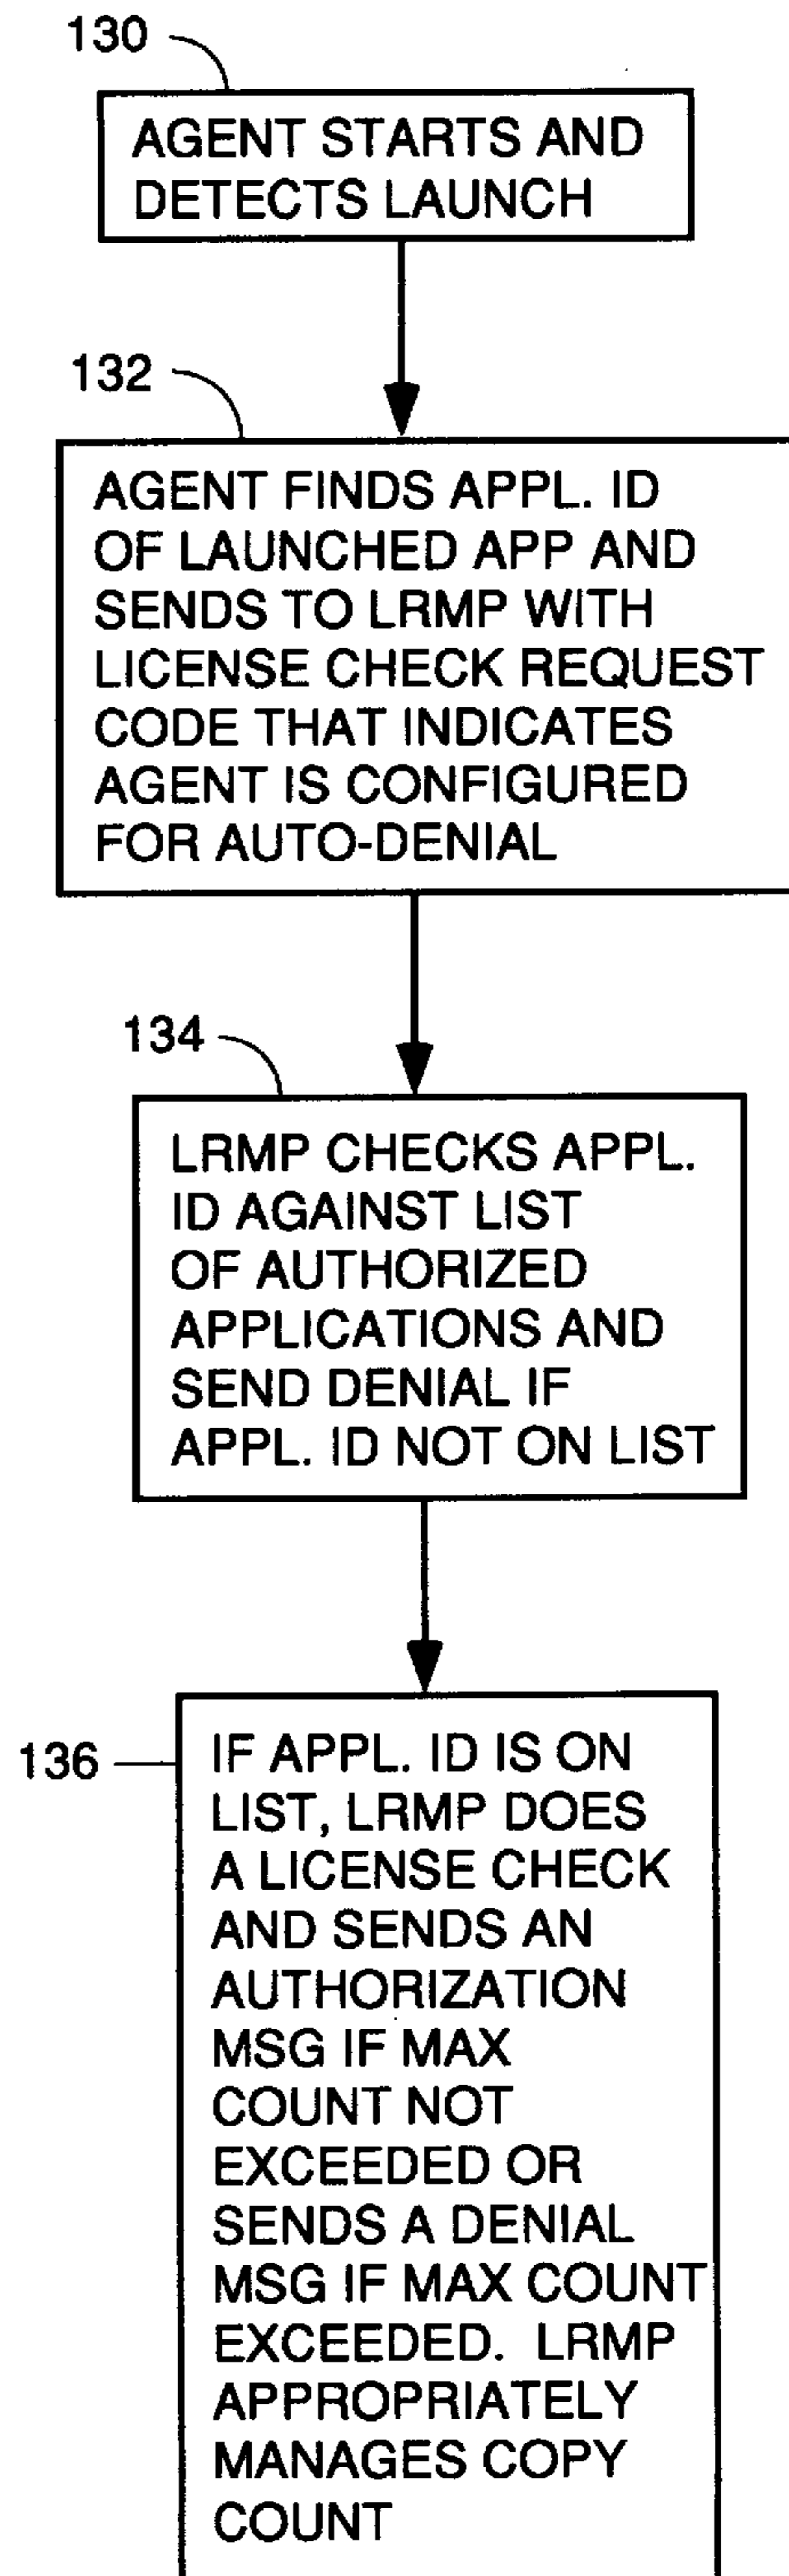 130
AGENT STARTS AND
DETECTS LAUNCH
132
AGENT FINDS APPL. ID
OF LAUNCHED APP AND
SENDS TO LRMP WITH
LICENSE CHECK REQUEST
CODE THAT INDICATES
AGENT IS CONFIGURED
FOR AUTO-DENIAL
134
LRMP CHECKS APPL.
ID AGAINST LIST
OF AUTHORIZED
APPLICATIONS AND
SEND DENIAL IF
APPL. ID NOT ON LIST
136
IF APPL. ID IS ON
LIST, LRMP DOES
A LICENSE CHECK
AND SENDS AN
AUTHORIZATION
MSG IF MAX
COUNT NOT
EXCEEDED OR
SENDS A DENIAL
MSG IF MAX COUNT
EXCEEDED. LRMP
APPROPRIATELY
MANAGES COPY
COUNT